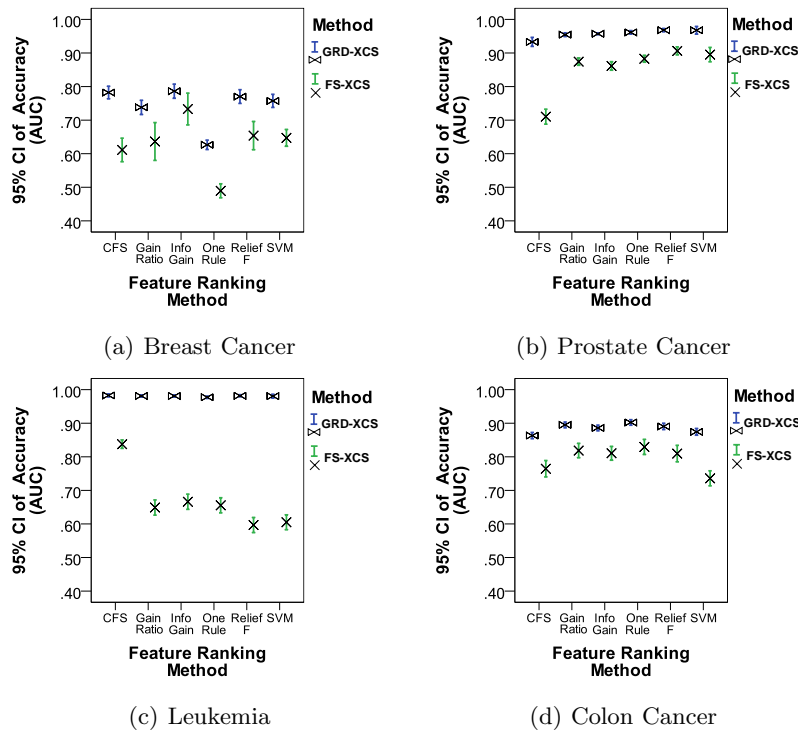 1.00
.90
.80
.70
.60
.50
.40
95% CI of Accuracy
(AUC)
CFS Gain Ratio Info Gain One Rule Relief F SVM
Feature Ranking
Method
Method
GRD-XCS
FS-XCS
(a) Breast Cancer
1.00
.90
.80
.70
.60
.50
.40
95% CI of Accuracy
(AUC)
CFS Gain Ratio Info Gain One Rule Relief F SVM
Feature Ranking
Method
Method
GRD-XCS
FS-XCS
(b) Prostate Cancer
1.00
.90
.80
.70
.60
.50
.40
95% CI of Accuracy
(AUC)
CFS Gain Ratio Info Gain One Rule Relief F SVM
Feature Ranking
Method
Method
GRD-XCS
FS-XCS
(c) Leukemia
1.00
.90
.80
.70
.60
.50
.40
95% CI of Accuracy
(AUC)
CFS Gain Ratio Info Gain One Rule Relief F SVM
Feature Ranking
Method
Method
GRD-XCS
FS-XCS
(d) Colon Cancer